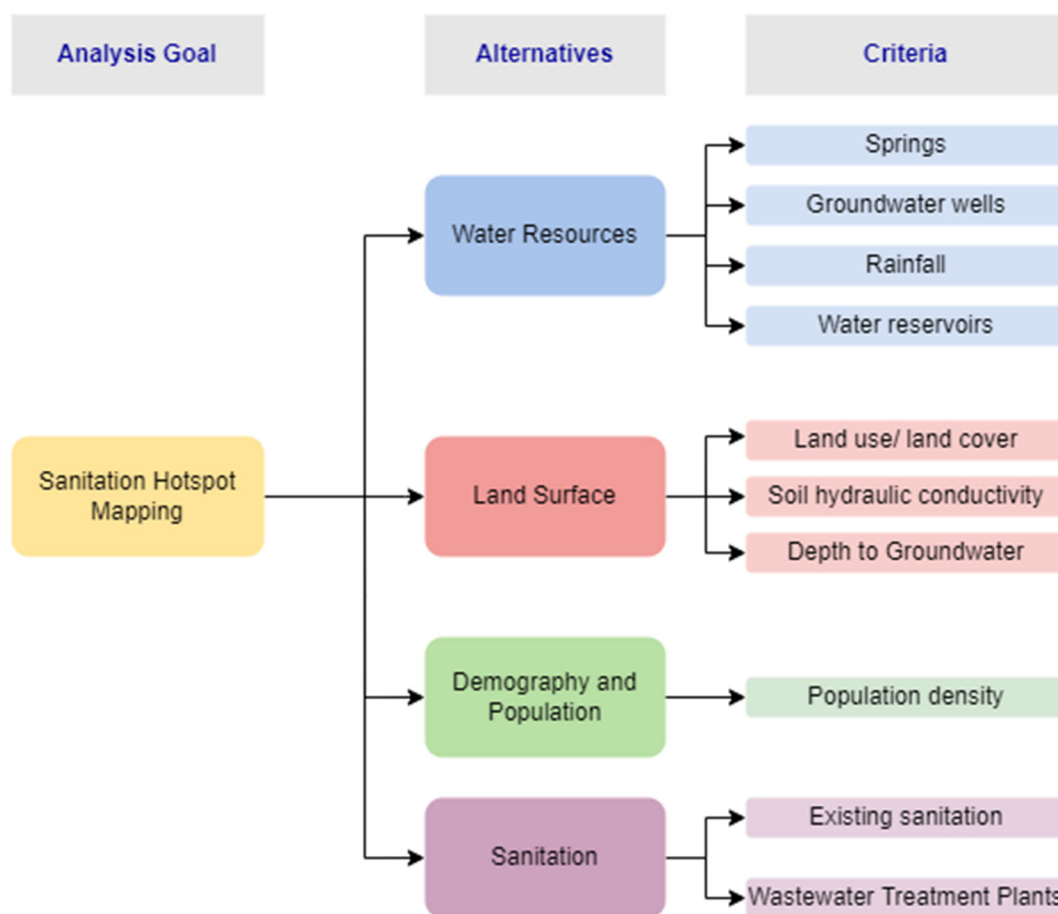 Analysis Goal
Alternatives
Criteria
Sanitation Hotspot
Mapping
Water Resources
Springs
Groundwater wells
Rainfall
Water reservoirs
Land Surface
Land use/ land cover
Soil hydraulic conductivity
Depth to Groundwater
Demography and
Population
Population density
Sanitation
Existing sanitation
Wastewater Treatment Plants